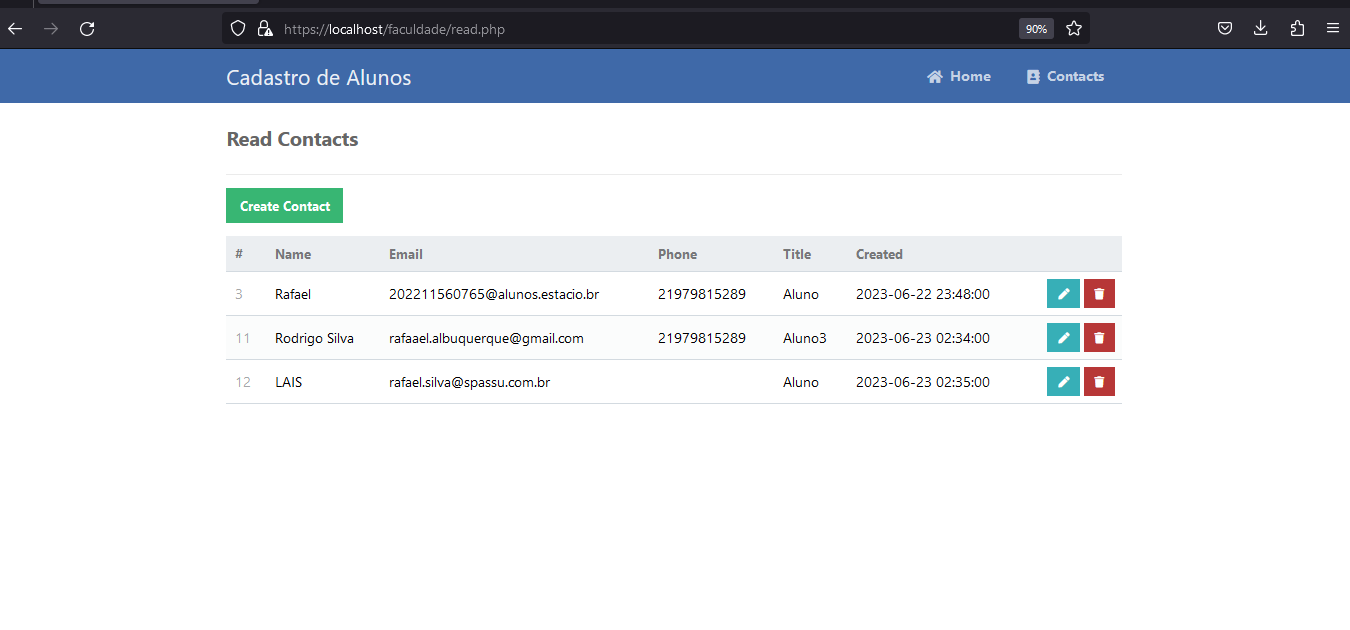 https://localhost/faculdade/read.php 90%
Cadastro de Alunos Home Contacts
Read Contacts
Create Contact
# Name Email Phone Title Created
3 Rafael 202211560765@alunos.estacio.br 21979815289 Aluno 2023-06-22 23:48:00
11 Rodrigo Silva rafaael.albuquerque@gmail.com 21979815289 Aluno3 2023-06-23 02:34:00
12 LAIS rafael.silva@spassu.com.br Aluno 2023-06-23 02:35:00